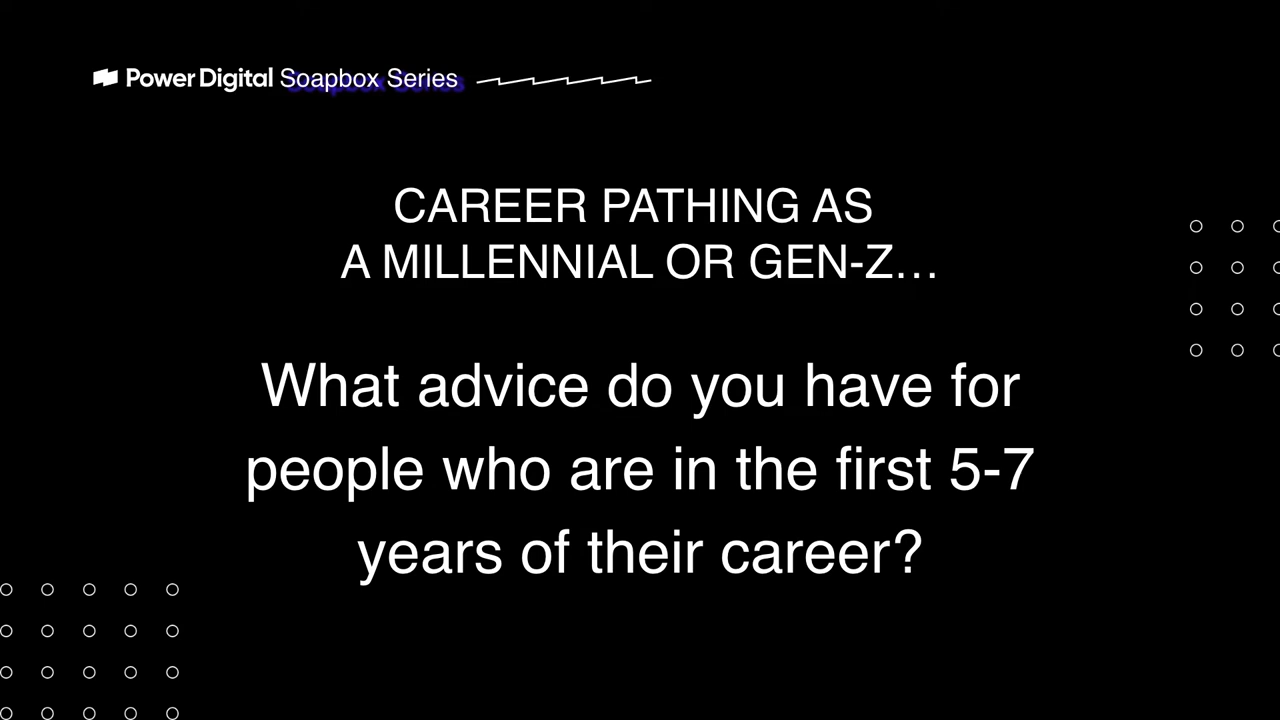 Power Digital Soapbox Series
CAREER PATHING AS
A MILLENNIAL OR GEN-Z...
What advice do you have for
people who are in the first 5-7
years of their career?